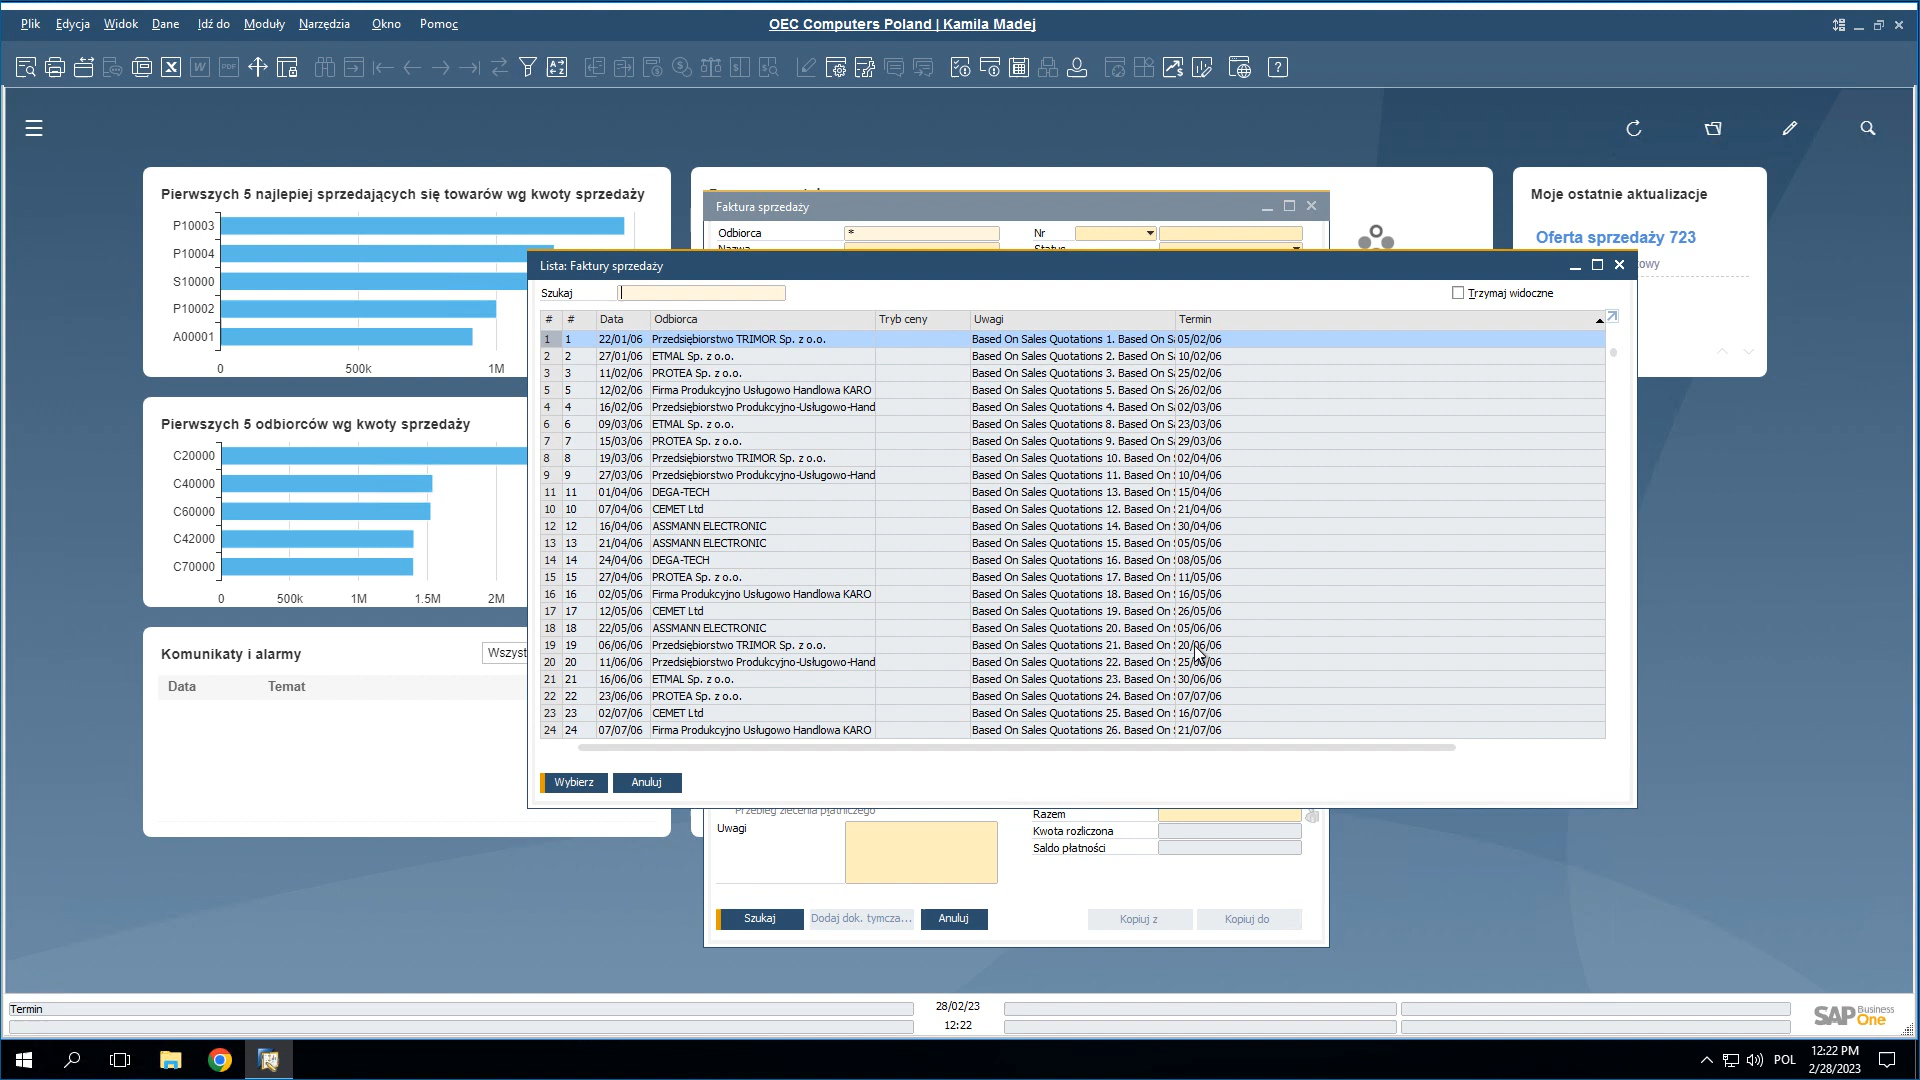 Plik Edycja Widok Dane Idź do Moduły Narzędzia Okno Pomoc
OEC Computers Poland | Kamila Madej
Pierwszych 5 najlepiej sprzedających się towarów wg kwoty sprzedaży
P10003
P10004
S10000
P10002
A00001
0 500k 1M
Pierwszych 5 odbiorców wg kwoty sprzedaży
C20000
C40000
C60000
C42000
C70000
0 500k 1M 1.5M 2M
Komunikaty i alarmy
Wszyst
Data Temat
Moje ostatnie aktualizacje
Oferta sprzedaży 723
Faktura sprzedaży
Odbiorca * Nr
Nazwa Status
Lista: Faktury sprzedaży
Szukaj
Trzymaj widoczne
# # Data Odbiorca Tryb ceny Uwagi Termin
1 1 22/01/06 Przedsiębiorstwo TRIMOR Sp. z o.o. Based On Sales Quotations 1. Based On Sa 05/02/06
2 2 27/01/06 ETMAL Sp. z o.o. Based On Sales Quotations 2. Based On Sa 10/02/06
3 3 11/02/06 PROTEA Sp. z o.o. Based On Sales Quotations 3. Based On Sa 25/02/06
5 5 12/02/06 Firma Produkcyjno Usługowo Handlowa KARO Based On Sales Quotations 5. Based On Sa 26/02/06
4 4 16/02/06 Przedsiębiorstwo Produkcyjno-Usługowo-Hand Based On Sales Quotations 4. Based On Sa 02/03/06
6 6 09/03/06 ETMAL Sp. z o.o. Based On Sales Quotations 8. Based On Sa 23/03/06
7 7 15/03/06 PROTEA Sp. z o.o. Based On Sales Quotations 9. Based On Sa 29/03/06
8 8 19/03/06 Przedsiębiorstwo TRIMOR Sp. z o.o. Based On Sales Quotations 10. Based On 02/04/06
9 9 27/03/06 Przedsiębiorstwo Produkcyjno-Usługowo-Hand Based On Sales Quotations 11. Based On 10/04/06
11 11 01/04/06 DEGA-TECH Based On Sales Quotations 13. Based On 15/04/06
10 10 07/04/06 CEMET Ltd Based On Sales Quotations 12. Based On 21/04/06
12 12 16/04/06 ASSMANN ELECTRONIC Based On Sales Quotations 14. Based On 30/04/06
13 13 21/04/06 ASSMANN ELECTRONIC Based On Sales Quotations 15. Based On 05/05/06
14 14 24/04/06 DEGA-TECH Based On Sales Quotations 16. Based On 08/05/06
15 15 27/04/06 PROTEA Sp. z o.o. Based On Sales Quotations 17. Based On 11/05/06
16 16 02/05/06 Firma Produkcyjno Usługowo Handlowa KARO Based On Sales Quotations 18. Based On 16/05/06
17 17 12/05/06 CEMET Ltd Based On Sales Quotations 19. Based On 26/05/06
18 18 22/05/06 ASSMANN ELECTRONIC Based On Sales Quotations 20. Based On 05/06/06
19 19 06/06/06 Przedsiębiorstwo TRIMOR Sp. z o.o. Based On Sales Quotations 21. Based On 20/06/06
20 20 11/06/06 Przedsiębiorstwo Produkcyjno-Usługowo-Hand Based On Sales Quotations 22. Based On 25/06/06
21 21 16/06/06 ETMAL Sp. z o.o. Based On Sales Quotations 23. Based On 30/06/06
22 22 23/06/06 PROTEA Sp. z o.o. Based On Sales Quotations 24. Based On 07/07/06
23 23 02/07/06 CEMET Ltd Based On Sales Quotations 25. Based On 16/07/06
24 24 07/07/06 Firma Produkcyjno Usługowo Handlowa KARO Based On Sales Quotations 26. Based On 21/07/06
Wybierz Anuluj
Przebieg zlecenia płatniczego
Uwagi
Razem
Kwota rozliczona
Saldo płatności
Szukaj Dodaj dok. tymcza... Anuluj Kopiuj z Kopiuj do
Termin
28/02/23
12:22
SAP Business One
POL
12:22 PM
2/28/2023